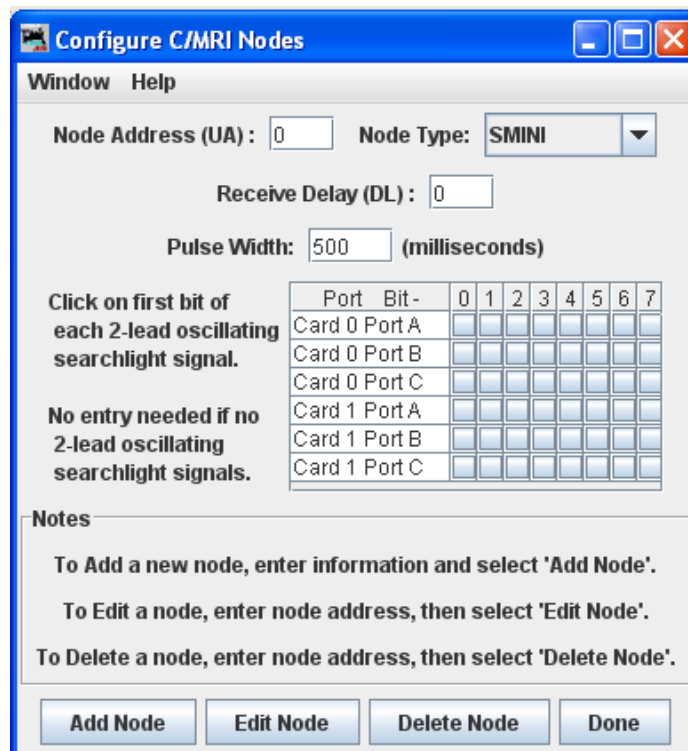 Configure C/MRI Nodes
Window Help
Node Address (UA) : 0 Node Type: SMINI
Receive Delay (DL) : 0
Pulse Width: 500 (milliseconds)
Click on first bit of
each 2-lead oscillating
searchlight signal.
No entry needed if no
2-lead oscillating
searchlight signals.
Port Bit - 0 1 2 3 4 5 6 7
Card 0 Port A
Card 0 Port B
Card 0 Port C
Card 1 Port A
Card 1 Port B
Card 1 Port C
Notes
To Add a new node, enter information and select 'Add Node'.
To Edit a node, enter node address, then select 'Edit Node'.
To Delete a node, enter node address, then select 'Delete Node'.
Add Node Edit Node Delete Node Done